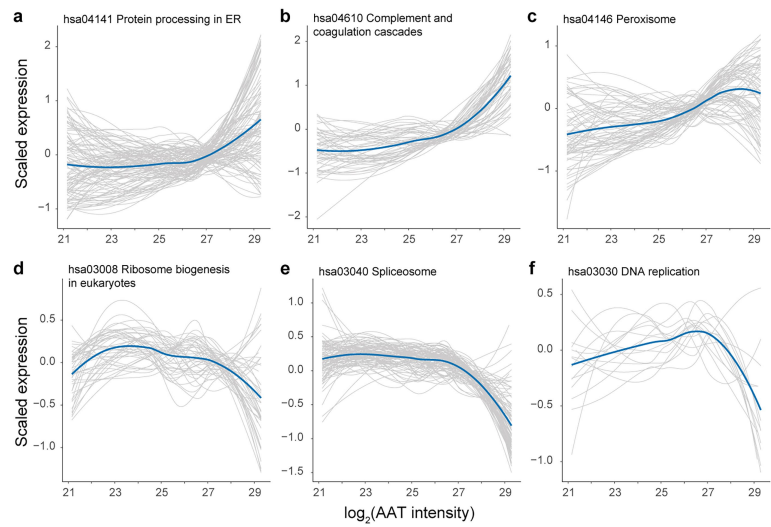 a
hsa04141 Protein processing in ER
b
hsa04610 Complement and
coagulation cascades
c
hsa04146 Peroxisome
Scaled expression
2
1
0
−1
21 23 25 27 29
1
0
−1
−2
21 23 25 27 29
1
0
−1
21 23 25 27 29
d
hsa03008 Ribosome biogenesis
in eukaryotes
e
hsa03040 Spliceosome
f
hsa03030 DNA replication
Scaled expression
0.5
0.0
−0.5
−1.0
21 23 25 27 29
1.0
0.5
0.0
−0.5
−1.0
−1.5
21 23 25 27 29
0.5
0.0
−0.5
−1.0
21 23 25 27 29
log2(AAT intensity)